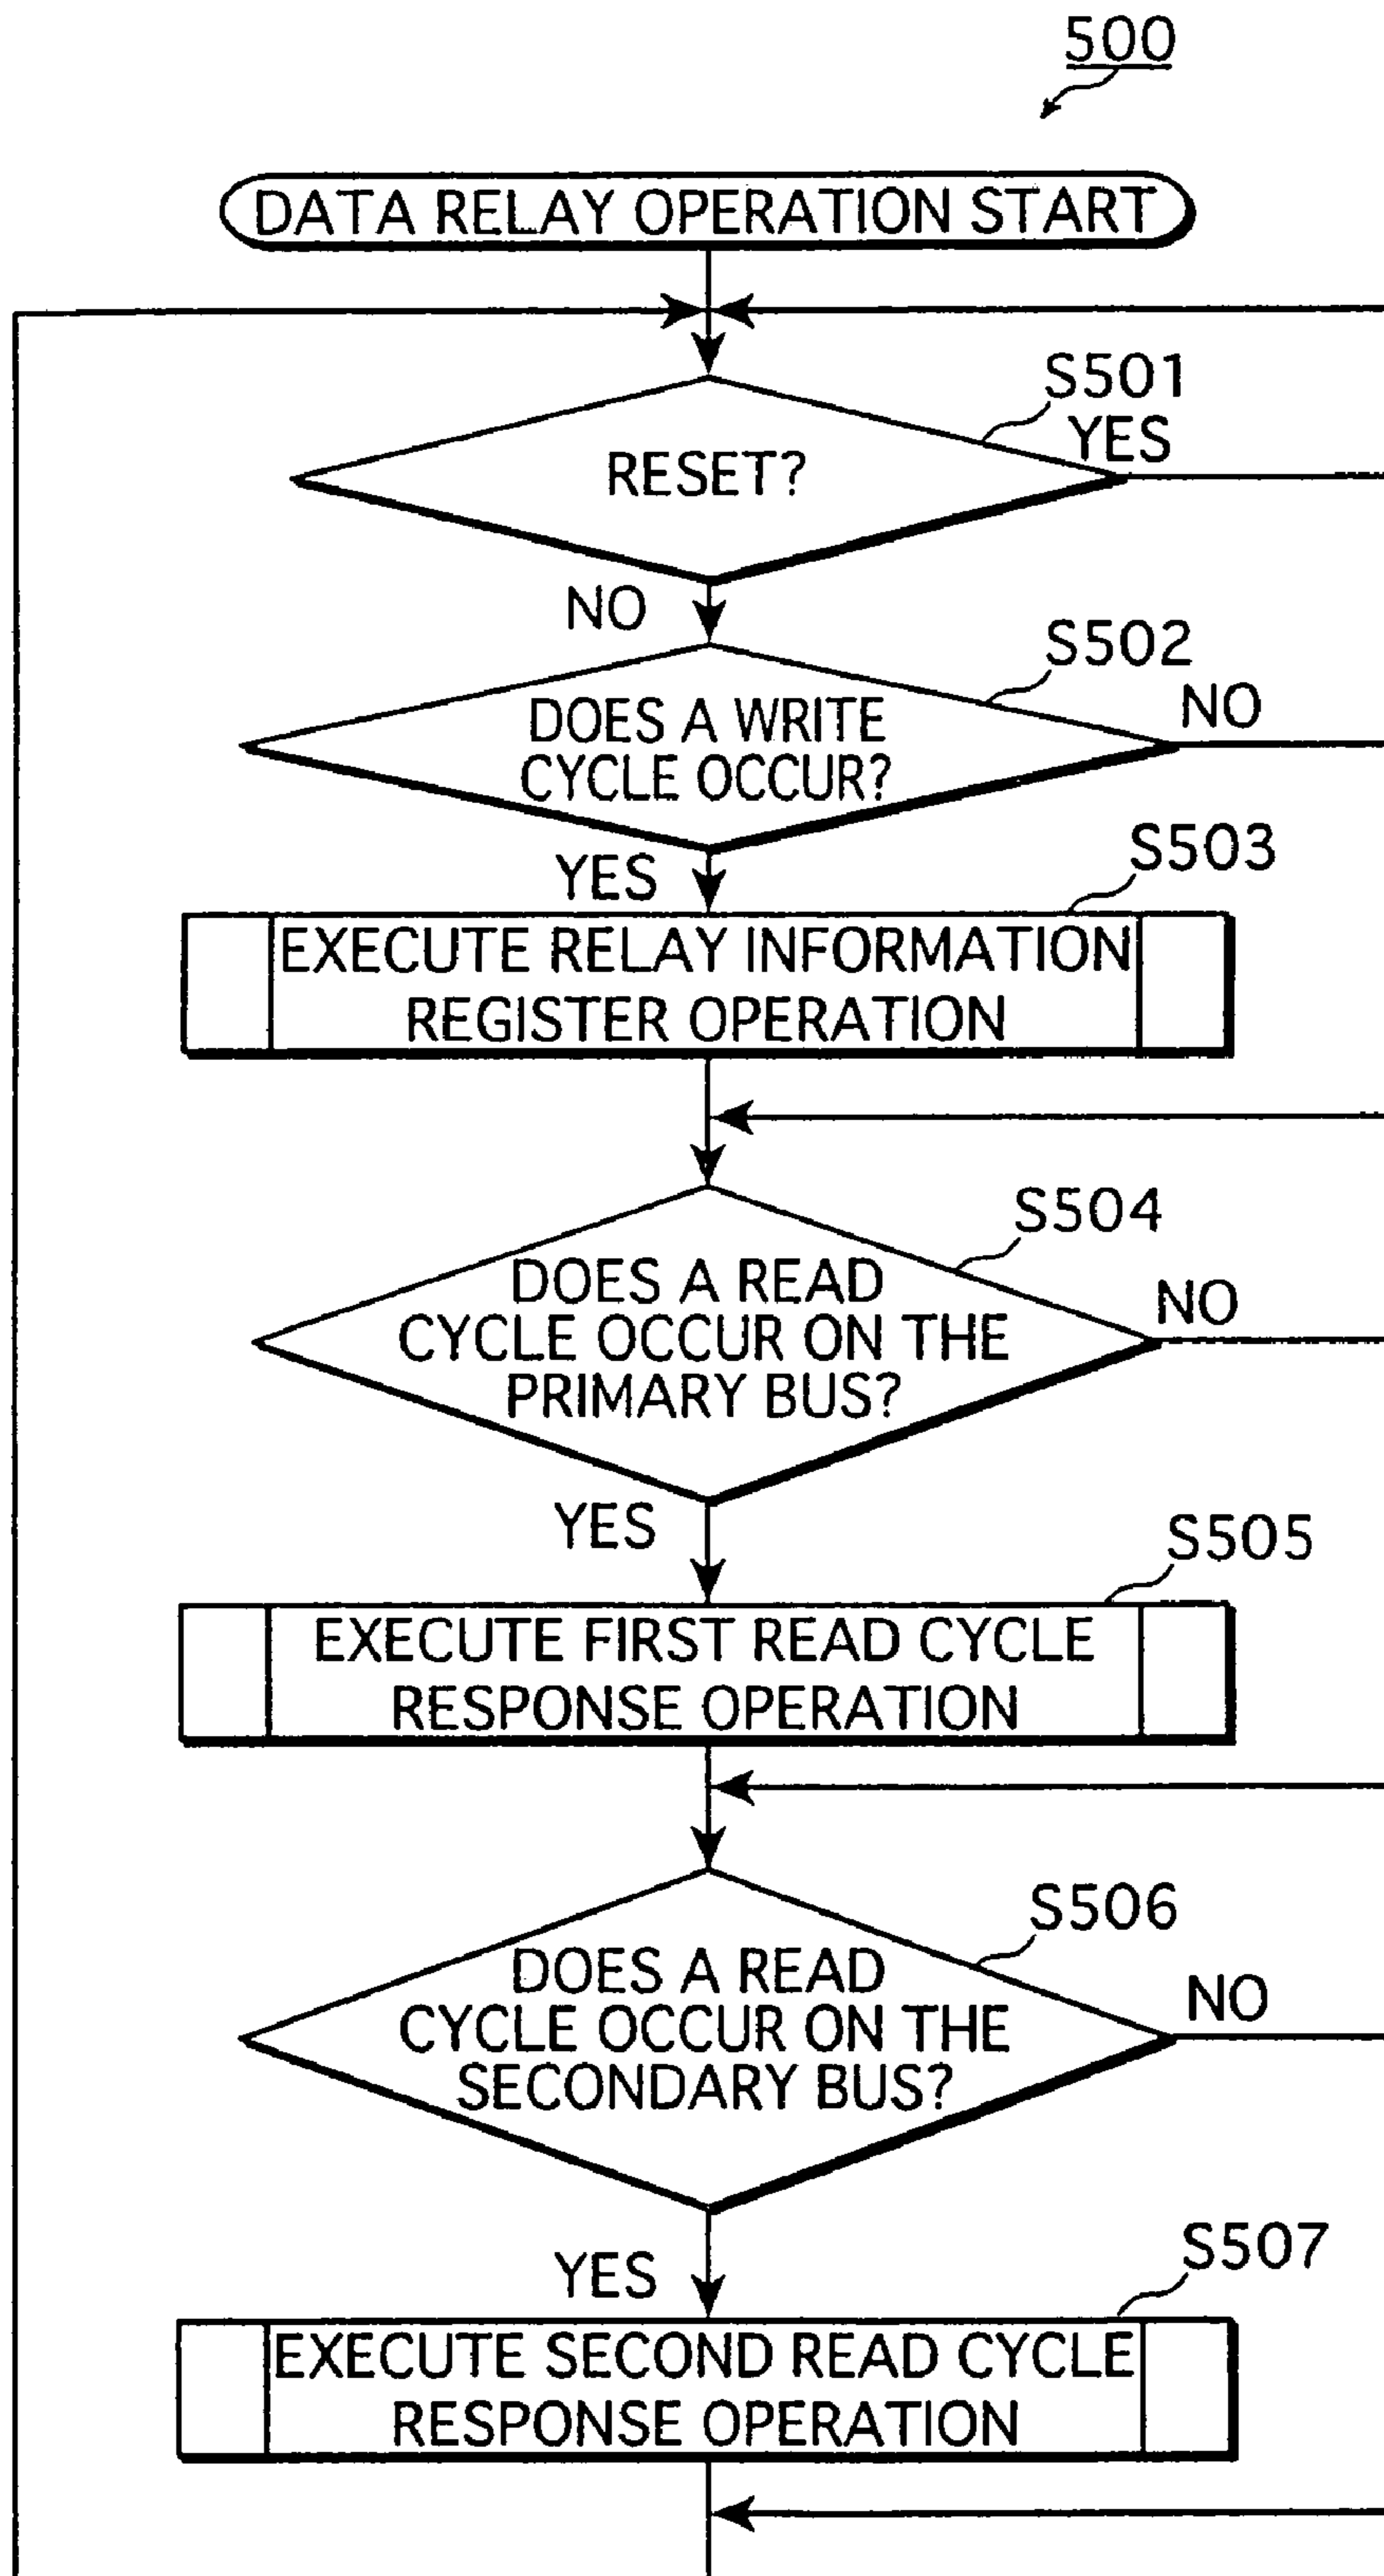 500
DATA RELAY OPERATION START
S501
RESET?
YES
NO
S502
DOES A WRITE
CYCLE OCCUR?
NO
YES
S503
EXECUTE RELAY INFORMATION
REGISTER OPERATION
S504
DOES A READ
CYCLE OCCUR ON THE
PRIMARY BUS?
NO
YES
S505
EXECUTE FIRST READ CYCLE
RESPONSE OPERATION
S506
DOES A READ
CYCLE OCCUR ON THE
SECONDARY BUS?
NO
YES
S507
EXECUTE SECOND READ CYCLE
RESPONSE OPERATION